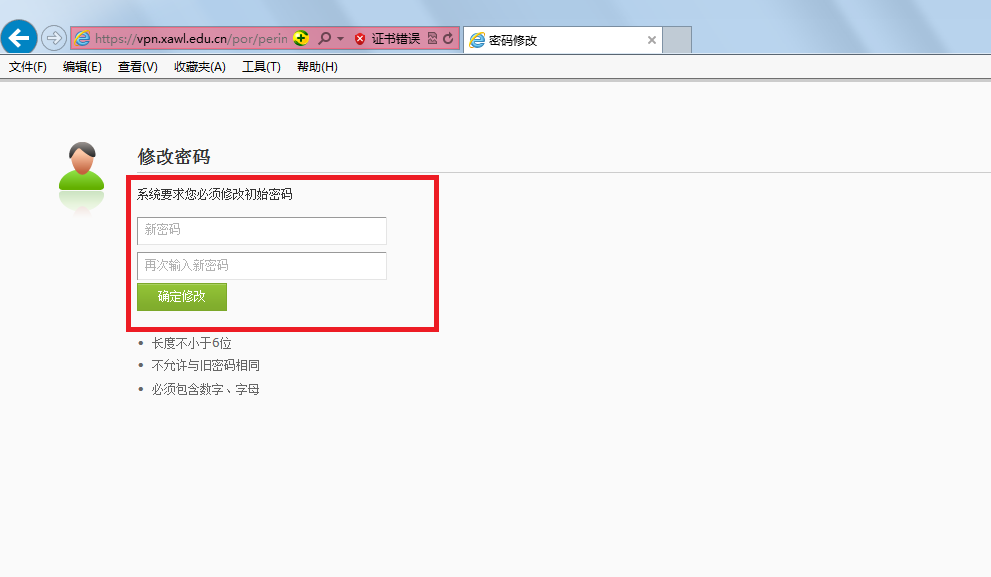 https://vpn.xawl.edu.cn/por/perin 证书错误 密码修改
文件(F) 编辑(E) 查看(V) 收藏夹(A) 工具(T) 帮助(H)
修改密码
系统要求您必须修改初始密码
新密码
再次输入新密码
确定修改
• 长度不小于6位
• 不允许与旧密码相同
• 必须包含数字、字母